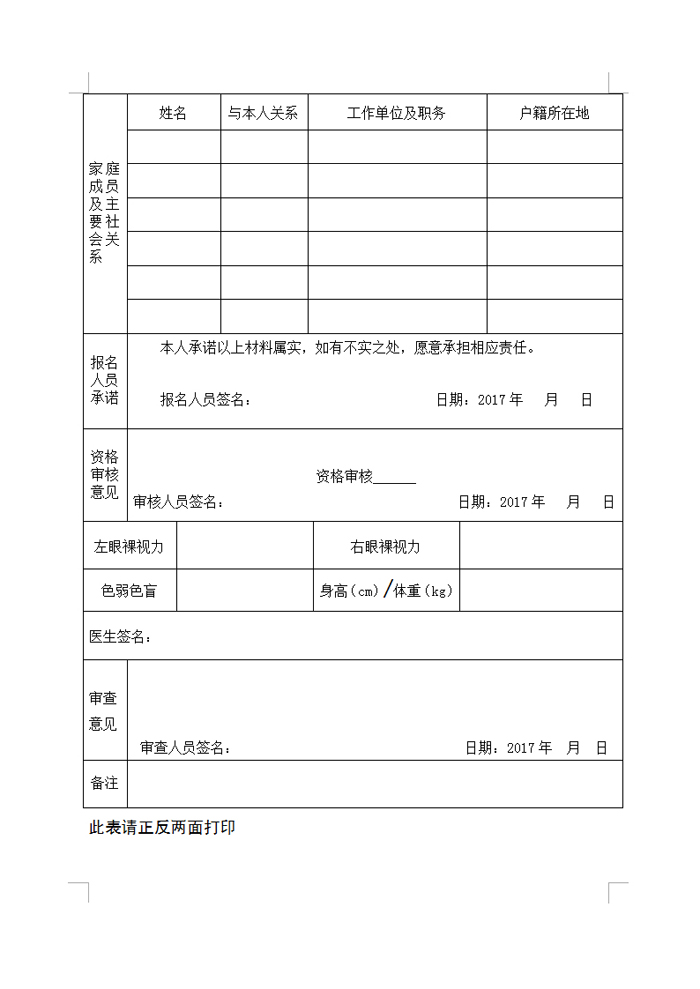 姓名 与本人关系 工作单位及职务 户籍所在地
家庭
成员
及主
要社
会关
系
本人承诺以上材料属实，如有不实之处，愿意承担相应责任。
报名
人员
承诺
报名人员签名： 日期：2017年 月 日
资格
审核
意见
资格审核______
审核人员签名： 日期：2017年 月 日
左眼裸视力 右眼裸视力
色弱色盲 身高(cm)/体重(kg)
医生签名：
审查
意见
审查人员签名： 日期：2017年 月 日
备注
此表请正反两面打印